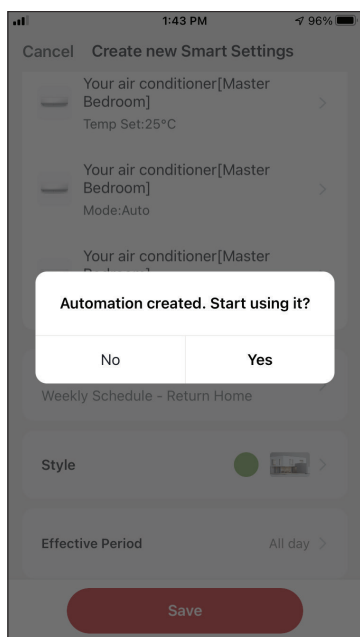 1:43 PM
96%
Cancel Create new Smart Settings
Your air conditioner[Master
Bedroom]
Temp Set:25°C
Your air conditioner[Master
Bedroom]
Mode:Auto
Your air conditioner[Master
Automation created. Start using it?
No Yes
Weekly Schedule - Return Home
Style
Effective Period All day
Save